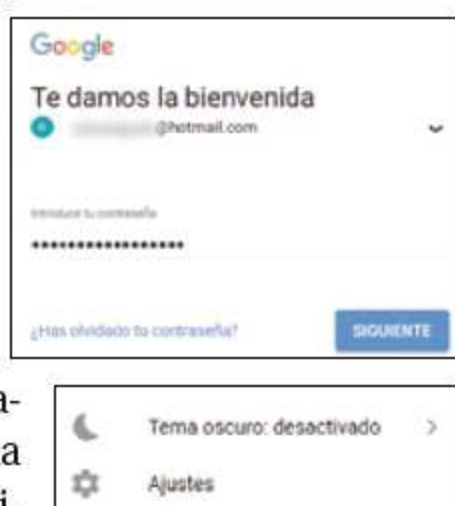 Google
Te damos la bienvenida
@hotmail.com
Introduce tu contraseña
•••••••••••••••••
¿Has olvidado tu contraseña?
SIGUIENTE
a-
a
i-
Tema oscuro: desactivado
Ajustes